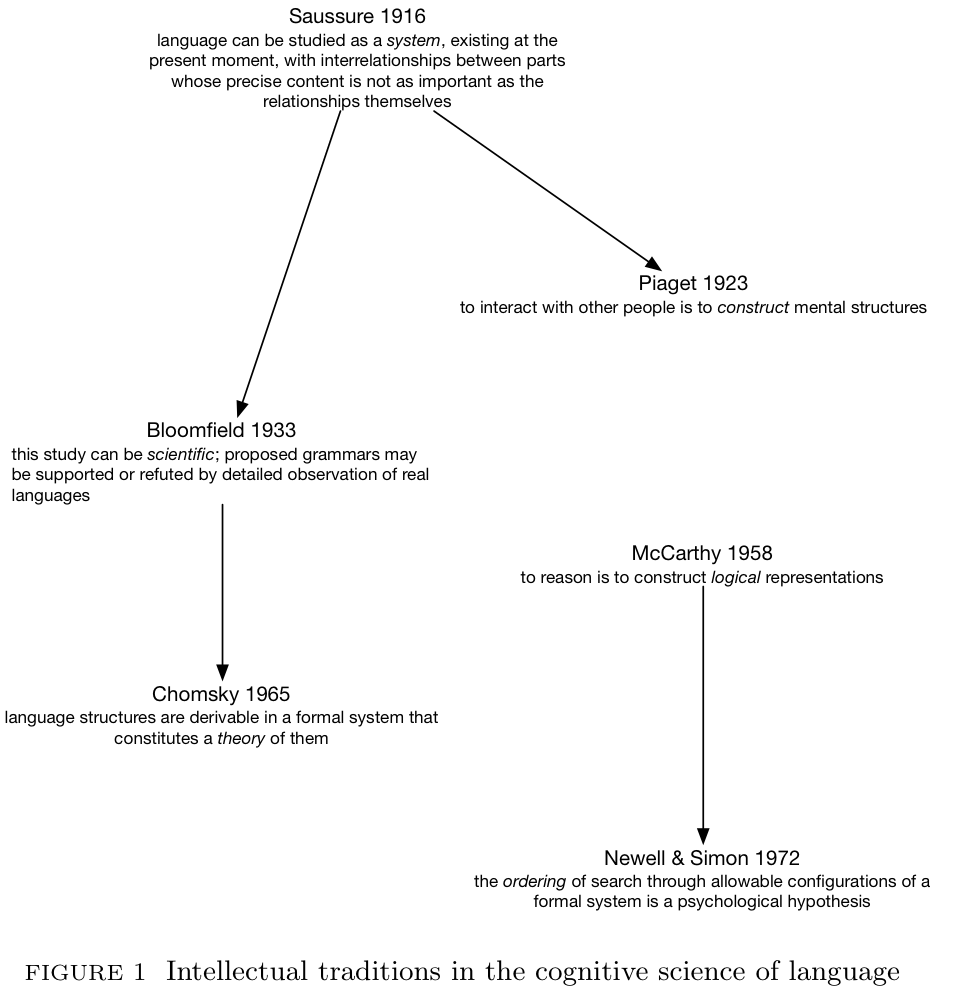 Saussure 1916
language can be studied as a system, existing at the
present moment, with interrelationships between parts
whose precise content is not as important as the
relationships themselves
Piaget 1923
to interact with other people is to construct mental structures
Bloomfield 1933
this study can be scientific; proposed grammars may
be supported or refuted by detailed observation of real
languages
McCarthy 1958
to reason is to construct logical representations
Chomsky 1965
language structures are derivable in a formal system that
constitutes a theory of them
Newell & Simon 1972
the ordering of search through allowable configurations of a
formal system is a psychological hypothesis
FIGURE 1 Intellectual traditions in the cognitive science of language